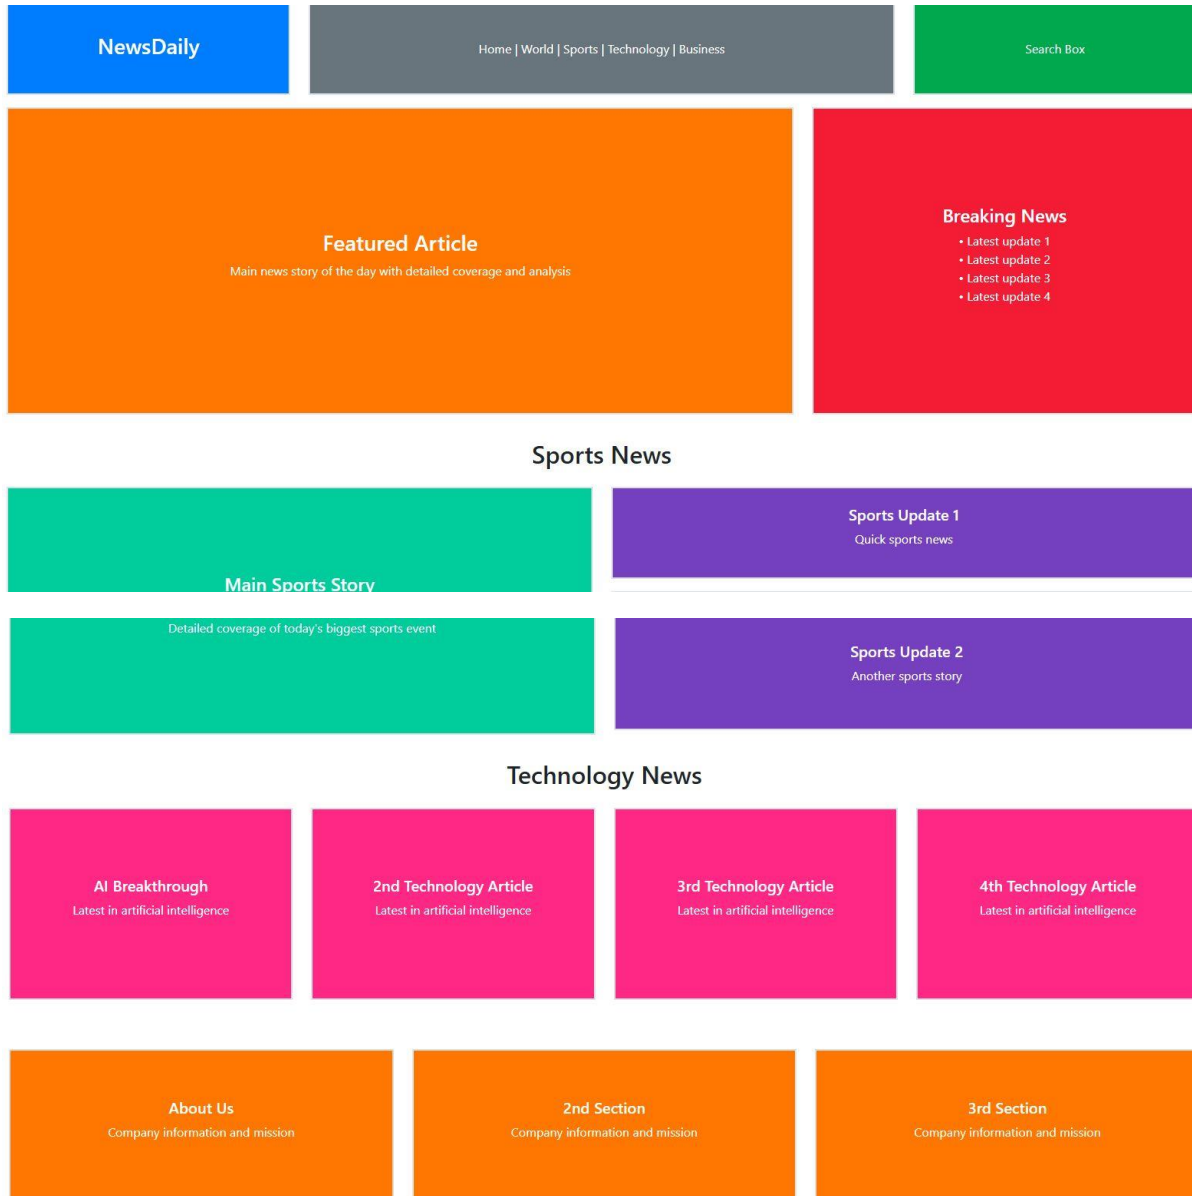 NewsDaily
Home | World | Sports | Technology | Business
Search Box
Featured Article
Main news story of the day with detailed coverage and analysis
Breaking News
• Latest update 1
• Latest update 2
• Latest update 3
• Latest update 4
Sports News
Main Sports Story
Detailed coverage of today's biggest sports event
Sports Update 1
Quick sports news
Sports Update 2
Another sports story
Technology News
AI Breakthrough
Latest in artificial intelligence
2nd Technology Article
Latest in artificial intelligence
3rd Technology Article
Latest in artificial intelligence
4th Technology Article
Latest in artificial intelligence
About Us
Company information and mission
2nd Section
Company information and mission
3rd Section
Company information and mission